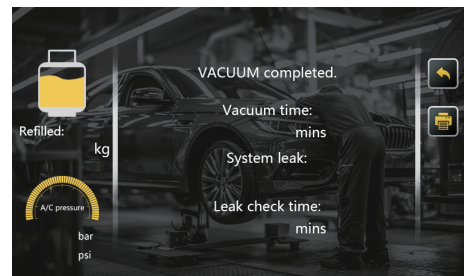 VACUUM completed.
Vacuum time:
mins
System leak:
Leak check time:
mins
Refilled:
kg
A/C pressure
bar
psi